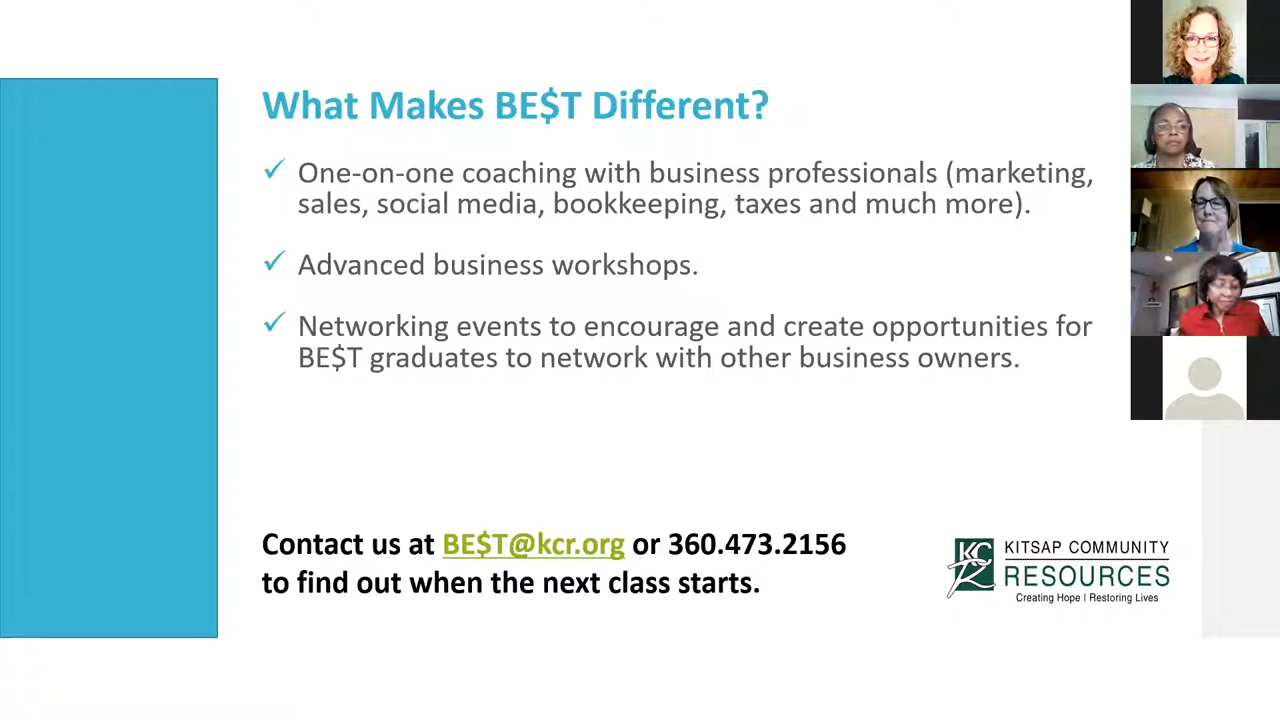 What Makes BE$T Different?
✓ One-on-one coaching with business professionals (marketing,
sales, social media, bookkeeping, taxes and much more).
✓ Advanced business workshops.
✓ Networking events to encourage and create opportunities for
BE$T graduates to network with other business owners.
Contact us at BE$T@kcr.org or 360.473.2156
to find out when the next class starts.
KCR
KITSAP COMMUNITY
RESOURCES
Creating Hope | Restoring Lives